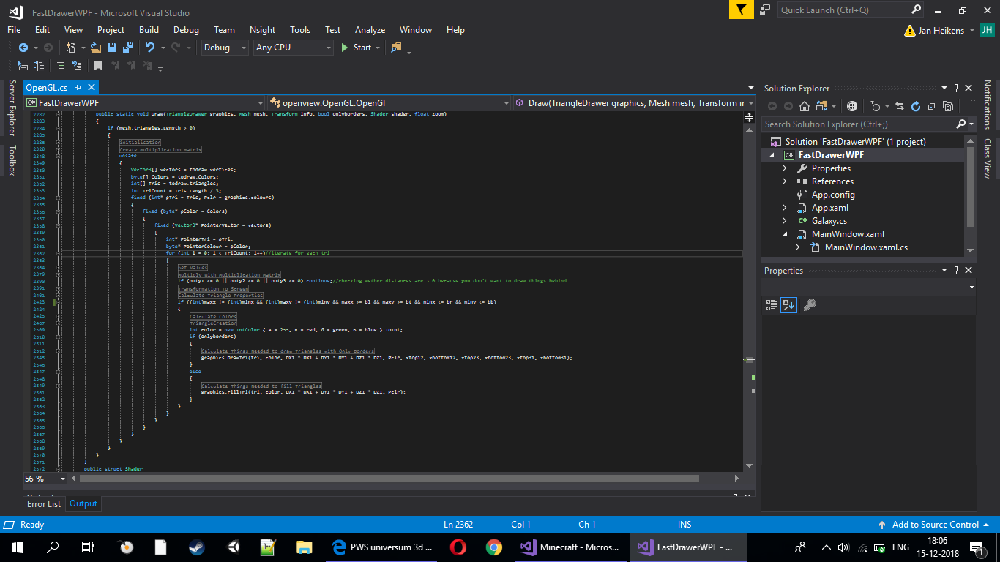 FastDrawerWPF - Microsoft Visual Studio
Quick Launch (Ctrl+Q)
File Edit View Project Build Debug Team Nsight Tools Test Analyze Window Help
Jan Heikens JH
Debug Any CPU Start
Server Explorer
Toolbox
OpenGL.cs
FastDrawerWPF openview.OpenGL.OpenGl Draw(TriangleDrawer graphics, Mesh mesh, Transform ir
2282 public static void Draw(TriangleDrawer graphics, Mesh mesh, Transform info, bool onlyborders, Shader shader, float zoom)
2283 {
2284 if (mesh.triangles.Length > 0)
2285 {
2286 initialisation
2320 Create Multiplication matrix
2348 unsafe
2349 {
2350 Vector3[] vectors = todraw.vertices;
2351 byte[] Colors = todraw.Colors;
2352 int[] Tris = todraw.triangles;
2353 int TriCount = Tris.Length / 3;
2354 fixed (int* pTri = Tris, Pclr = graphics.colours)
2355 {
2356 fixed (byte* pColor = Colors)
2357 {
2358 fixed (Vector3* PointerVector = vectors)
2359 {
2360 int* PointerTri = pTri;
2361 byte* PointerColour = pColor;
2362 for (int i = 0; i < TriCount; i++)//iterate for each tri
2363 {
2364 Get Values
2379 Multiply With Multiplication Matrix
2390 if (outy1 <= 0 || outy2 <= 0 || outy3 <= 0) continue;//checking wether distances are > 0 because you don't want to draw things behind
2391 Transformation To Screen
2401 Calculate Triangle Properties
2423 if ((int)maxx != (int)minx && (int)maxy != (int)miny && maxx >= bl && maxy >= bt && minx <= br && miny <= bb)
2424 {
2425 Calculate Colors
2467 TriangleCreation
2509 int color = new IntColor { A = 255, R = red, G = green, B = blue }.ToInt;
2510 if (onlyborders)
2511 {
2512 Calculate Things Needed to draw Triangles with Only Borders
2545 graphics.DrawTri(tri, color, DX1 * DX1 + DY1 * DY1 + DZ1 * DZ1, Pclr, xtop12, xbottom12, xtop23, xbottom23, xtop31, xbottom31);
2546 }
2547 else
2548 {
2549 Calculate Things Needed to fill Triangles
2561 graphics.FillTri(tri, color, DX1 * DX1 + DY1 * DY1 + DZ1 * DZ1, Pclr);
2562 }
2563 }
2564 }
2565 }
2566 }
2567 }
2568 }
2569 }
2570 }
2571 }
2572 public struct Shader
56 %
Error List Output
Solution Explorer
Search Solution Explorer (Ctrl+;)
Solution 'FastDrawerWPF' (1 project)
FastDrawerWPF
Properties
References
App.config
App.xaml
Galaxy.cs
MainWindow.xaml
MainWindow.xaml.cs
Properties
Notifications
Class View
Ready Ln 2362 Col 1 Ch 1 INS Add to Source Control
PWS universum 3d ... Minecraft - Micros... FastDrawerWPF - ... ENG 18:06
15-12-2018 1